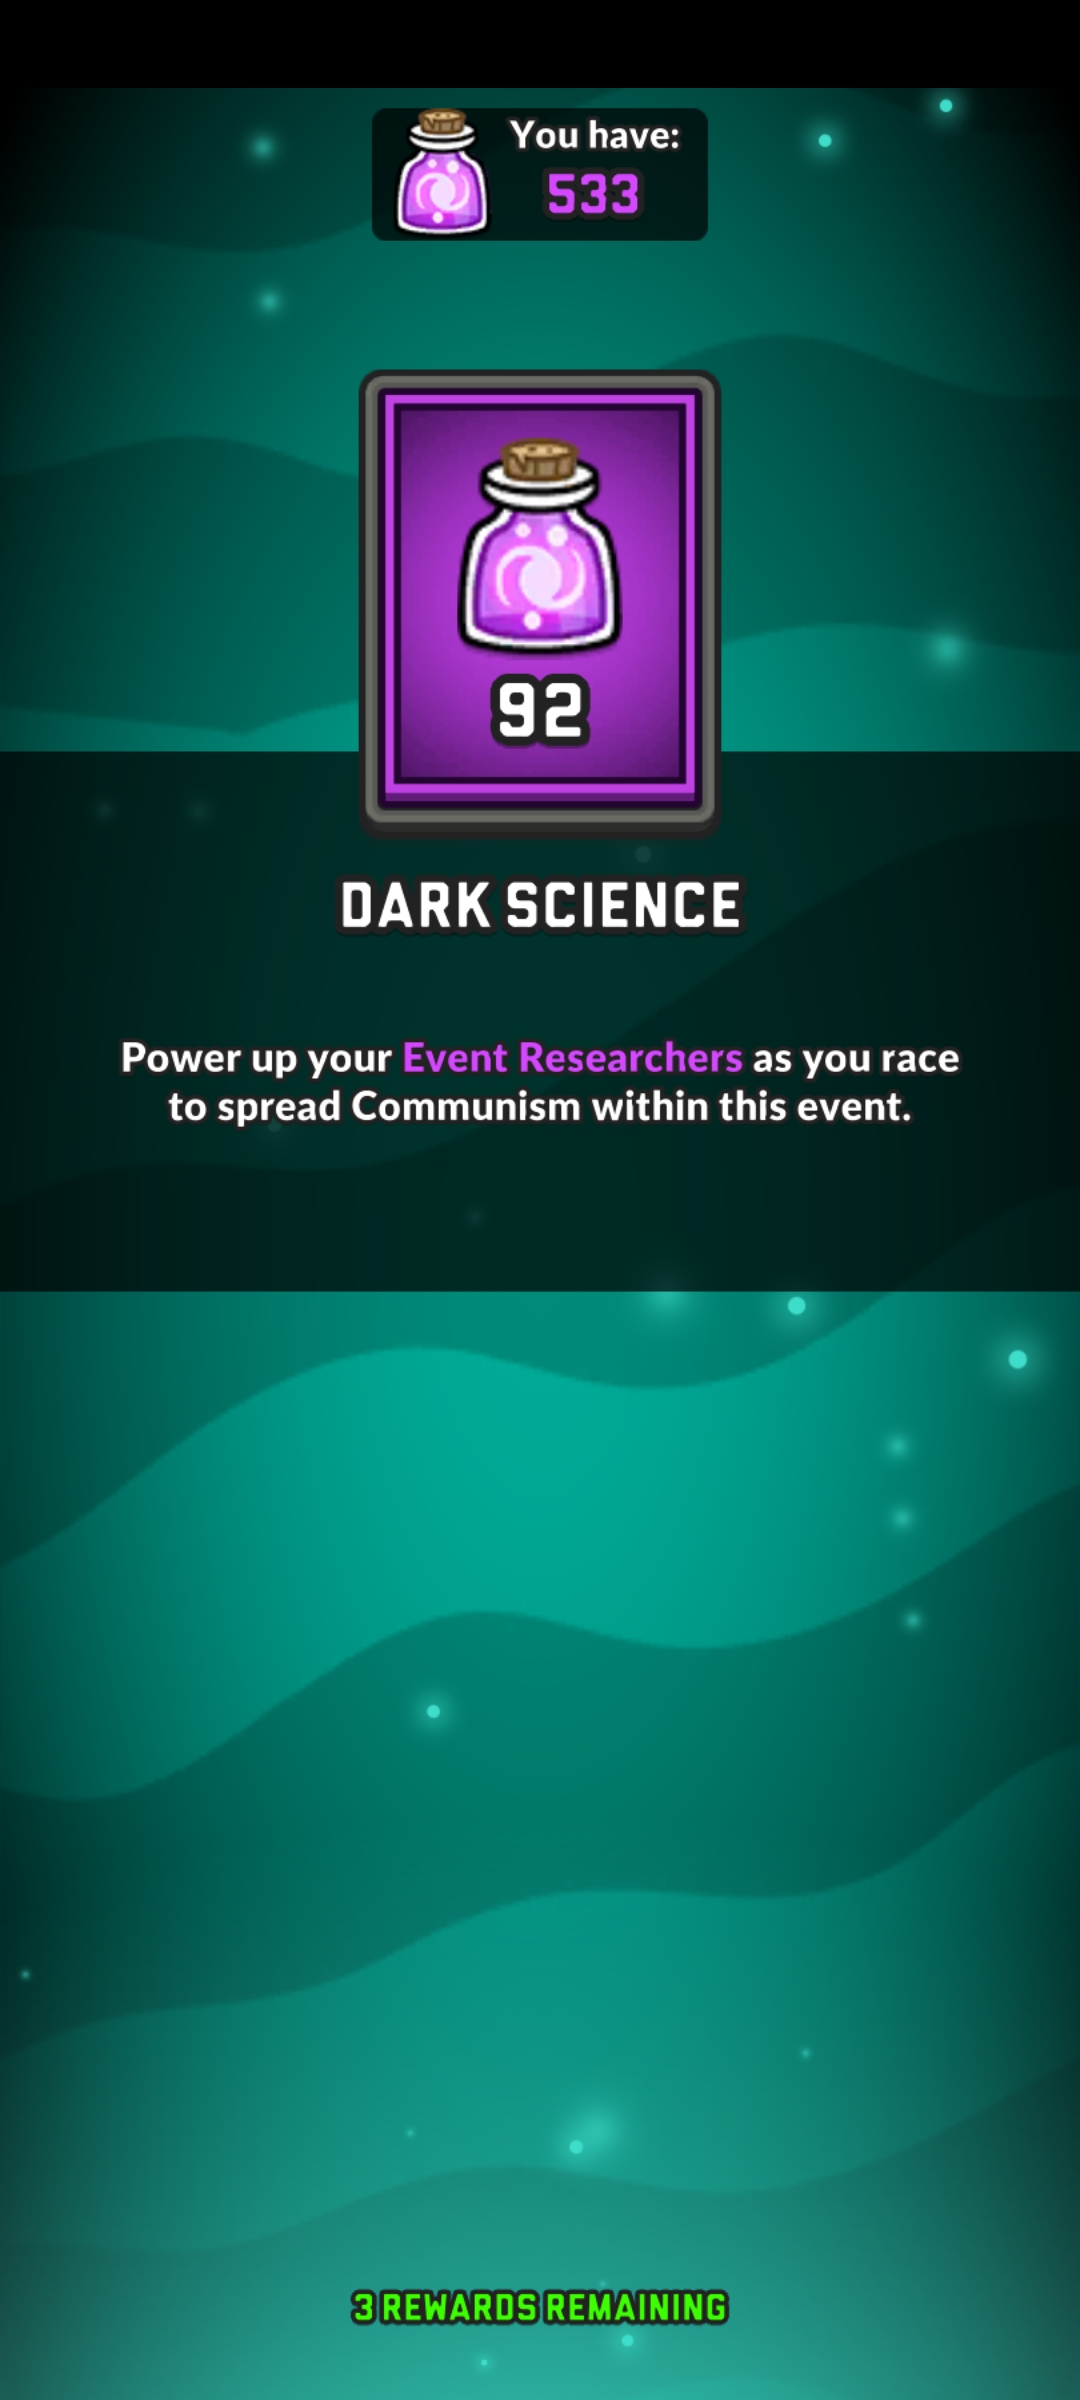 You have:
533
92
DARK SCIENCE
Power up your Event Researchers as you race
to spread Communism within this event.
3 REWARDS REMAINING